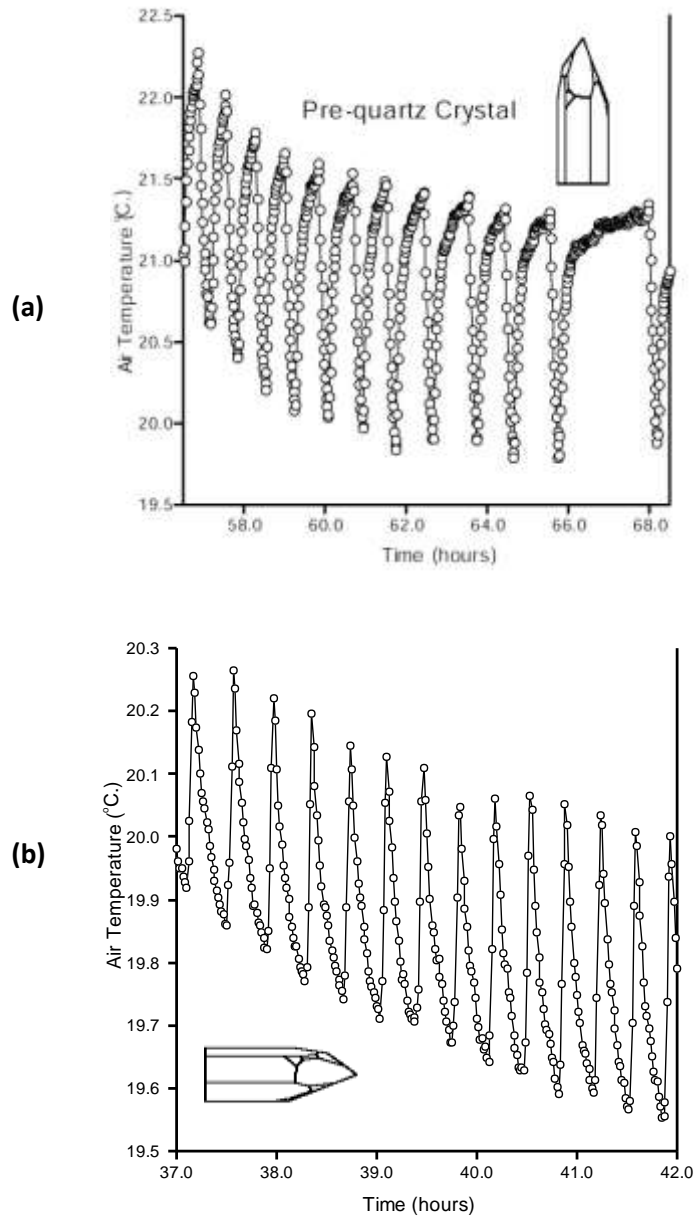 (a)
Pre-quartz Crystal
Air Temperature (C.)
22.5
22.0
21.5
21.0
20.5
20.0
19.5
58.0 60.0 62.0 64.0 66.0 68.0
Time (hours)
(b)
Air Temperature (°C.)
20.3
20.2
20.1
20.0
19.9
19.8
19.7
19.6
19.5
37.0 38.0 39.0 40.0 41.0 42.0
Time (hours)